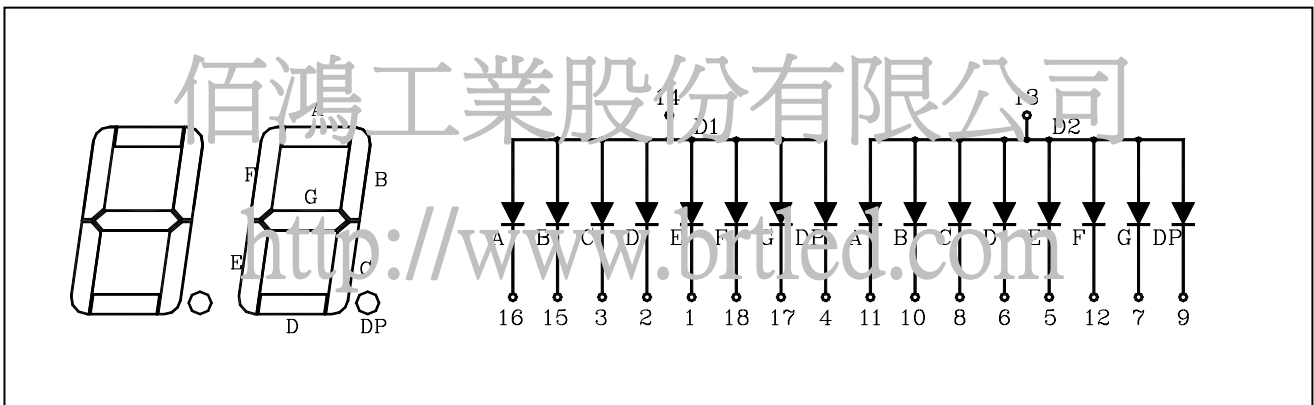 佰鴻工業股份有限公司
http://www.brtled.com
A
F
B
G
E
C
D
DP
14
D1
13
D2
A B C D E F G DP A B C D E F G DP
16 15 3 2 1 18 17 4 11 10 8 6 5 12 7 9